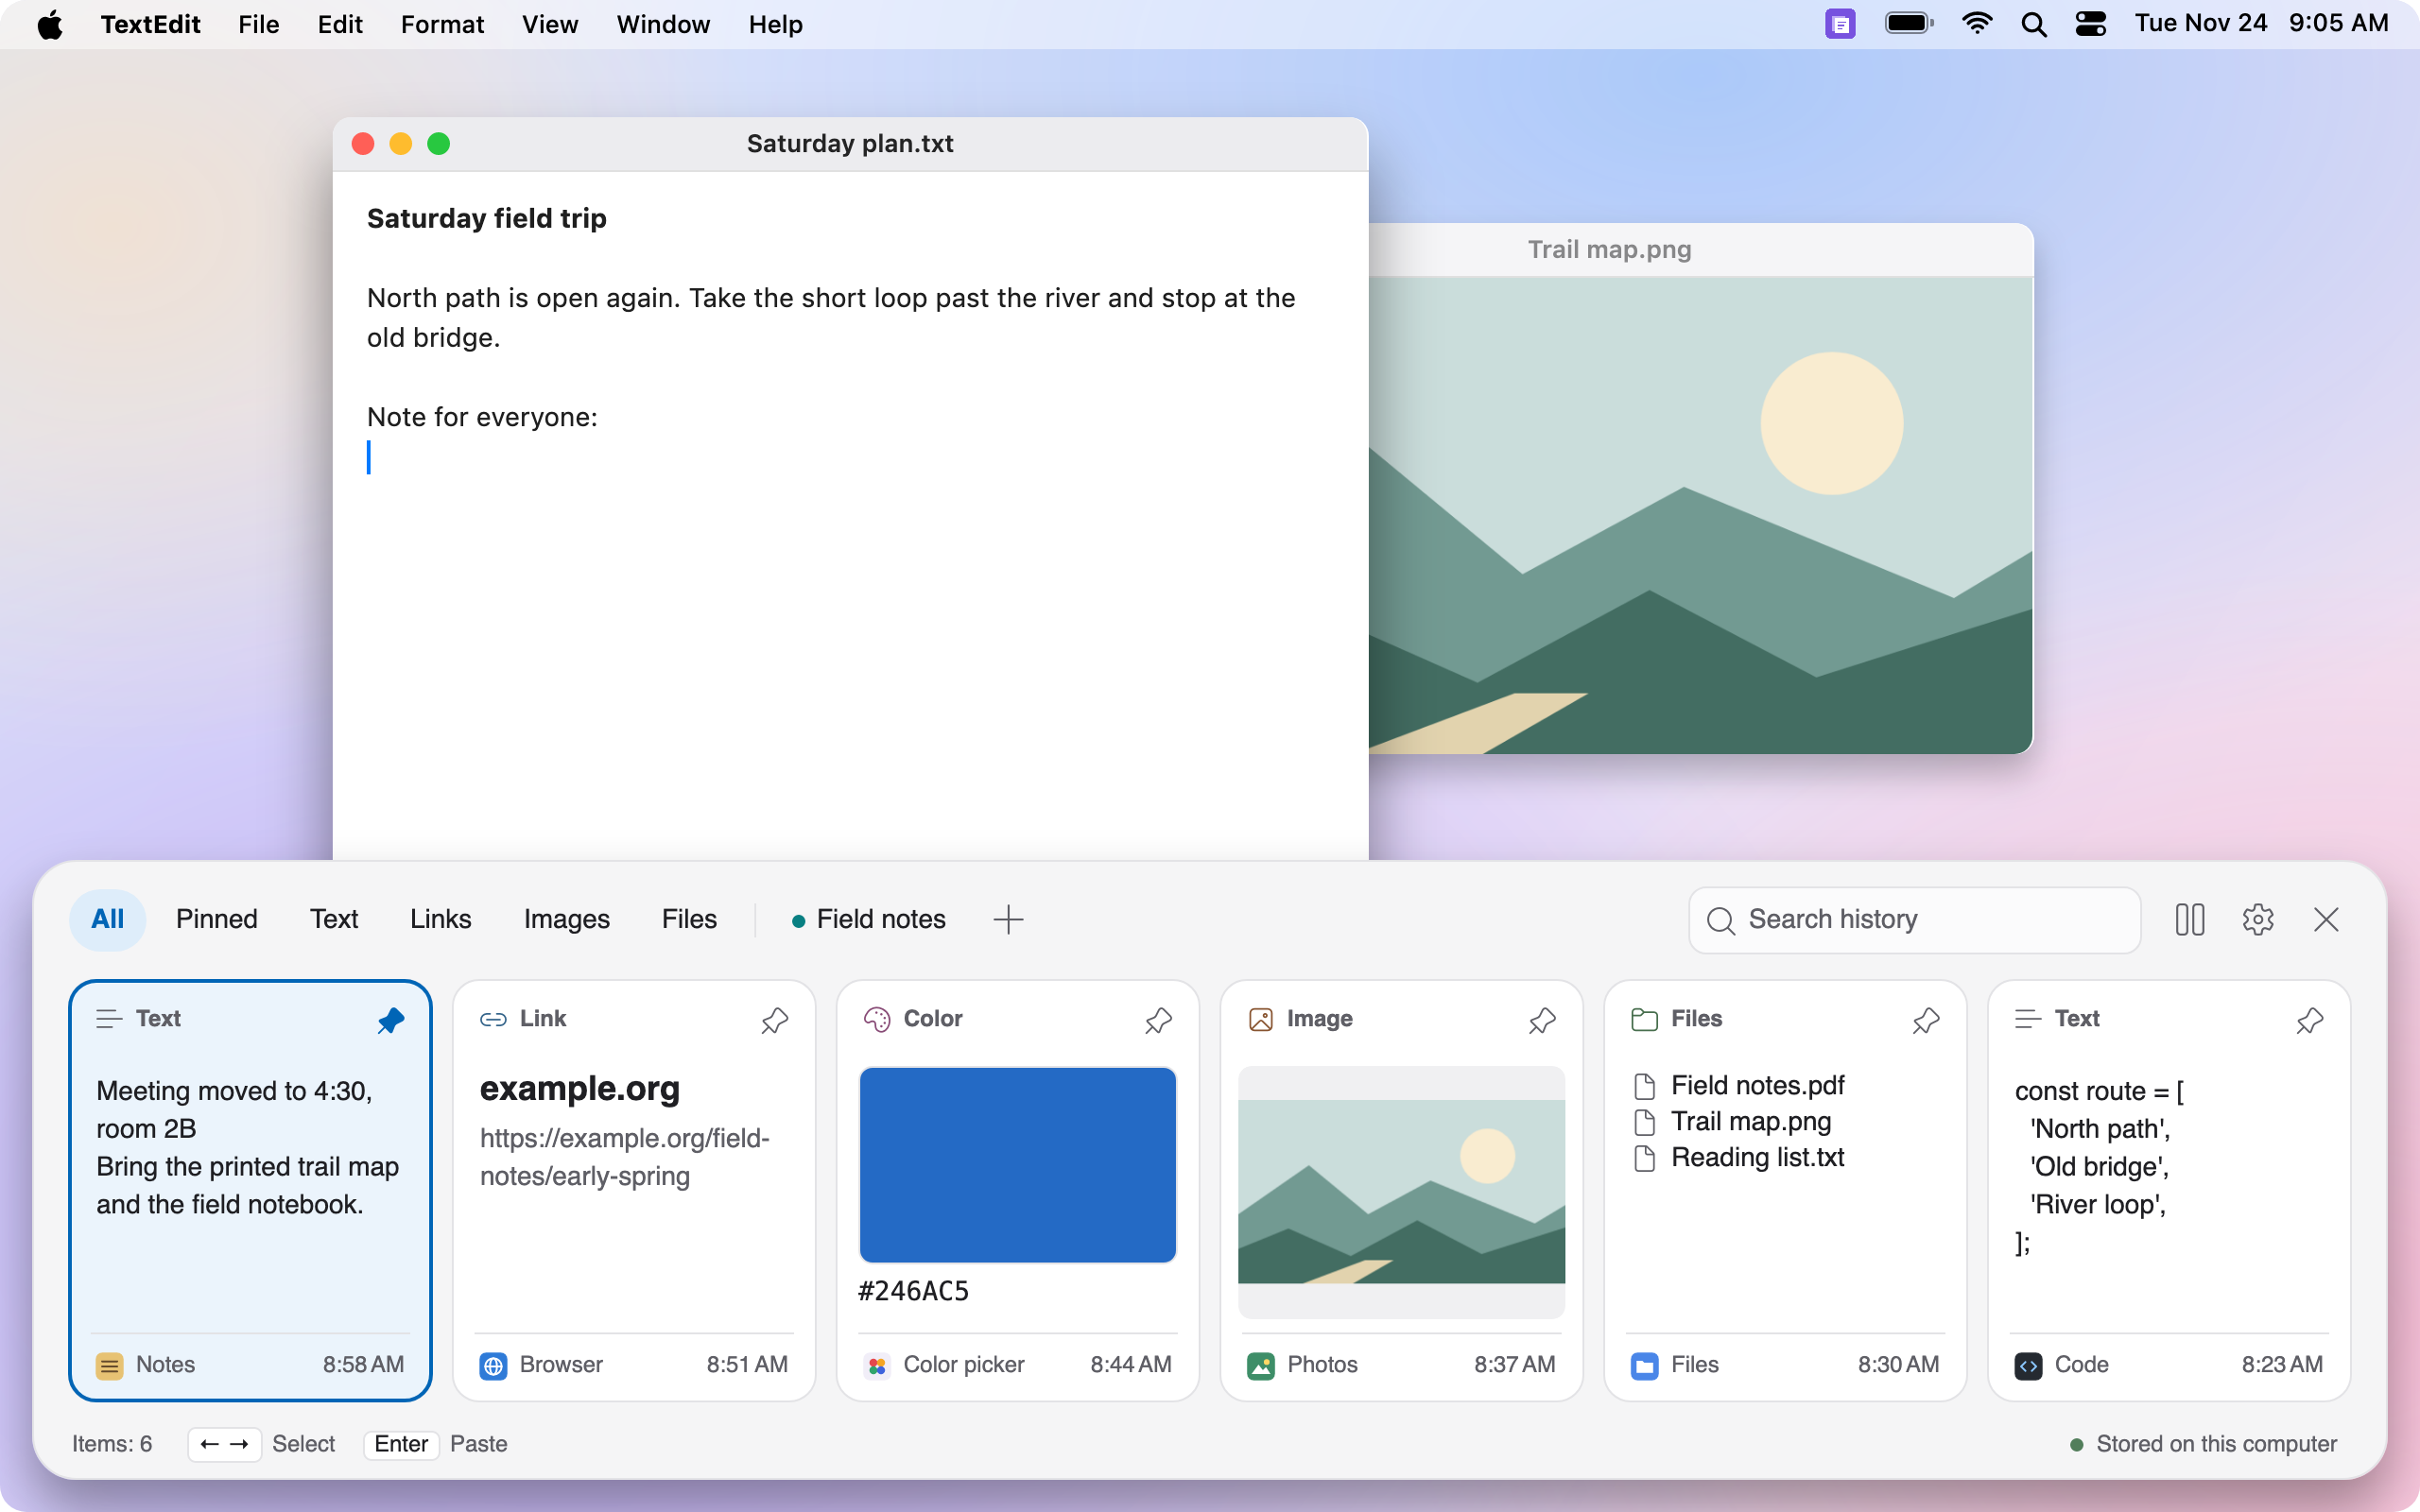 TextEdit File Edit Format View Window Help Tue Nov 24 9:05 AM
Saturday plan.txt
Saturday field trip
North path is open again. Take the short loop past the river and stop at the
old bridge.
Note for everyone:
Trail map.png
All Pinned Text Links Images Files Field notes Search history
Text
Meeting moved to 4:30,
room 2B
Bring the printed trail map
and the field notebook.
Notes 8:58 AM
Link
example.org
https://example.org/field-
notes/early-spring
Browser 8:51 AM
Color
#246AC5
Color picker 8:44 AM
Image
Photos 8:37 AM
Files
Field notes.pdf
Trail map.png
Reading list.txt
Files 8:30 AM
Text
const route = [
'North path',
'Old bridge',
'River loop',
];
Code 8:23 AM
Items: 6 ← → Select Enter Paste Stored on this computer